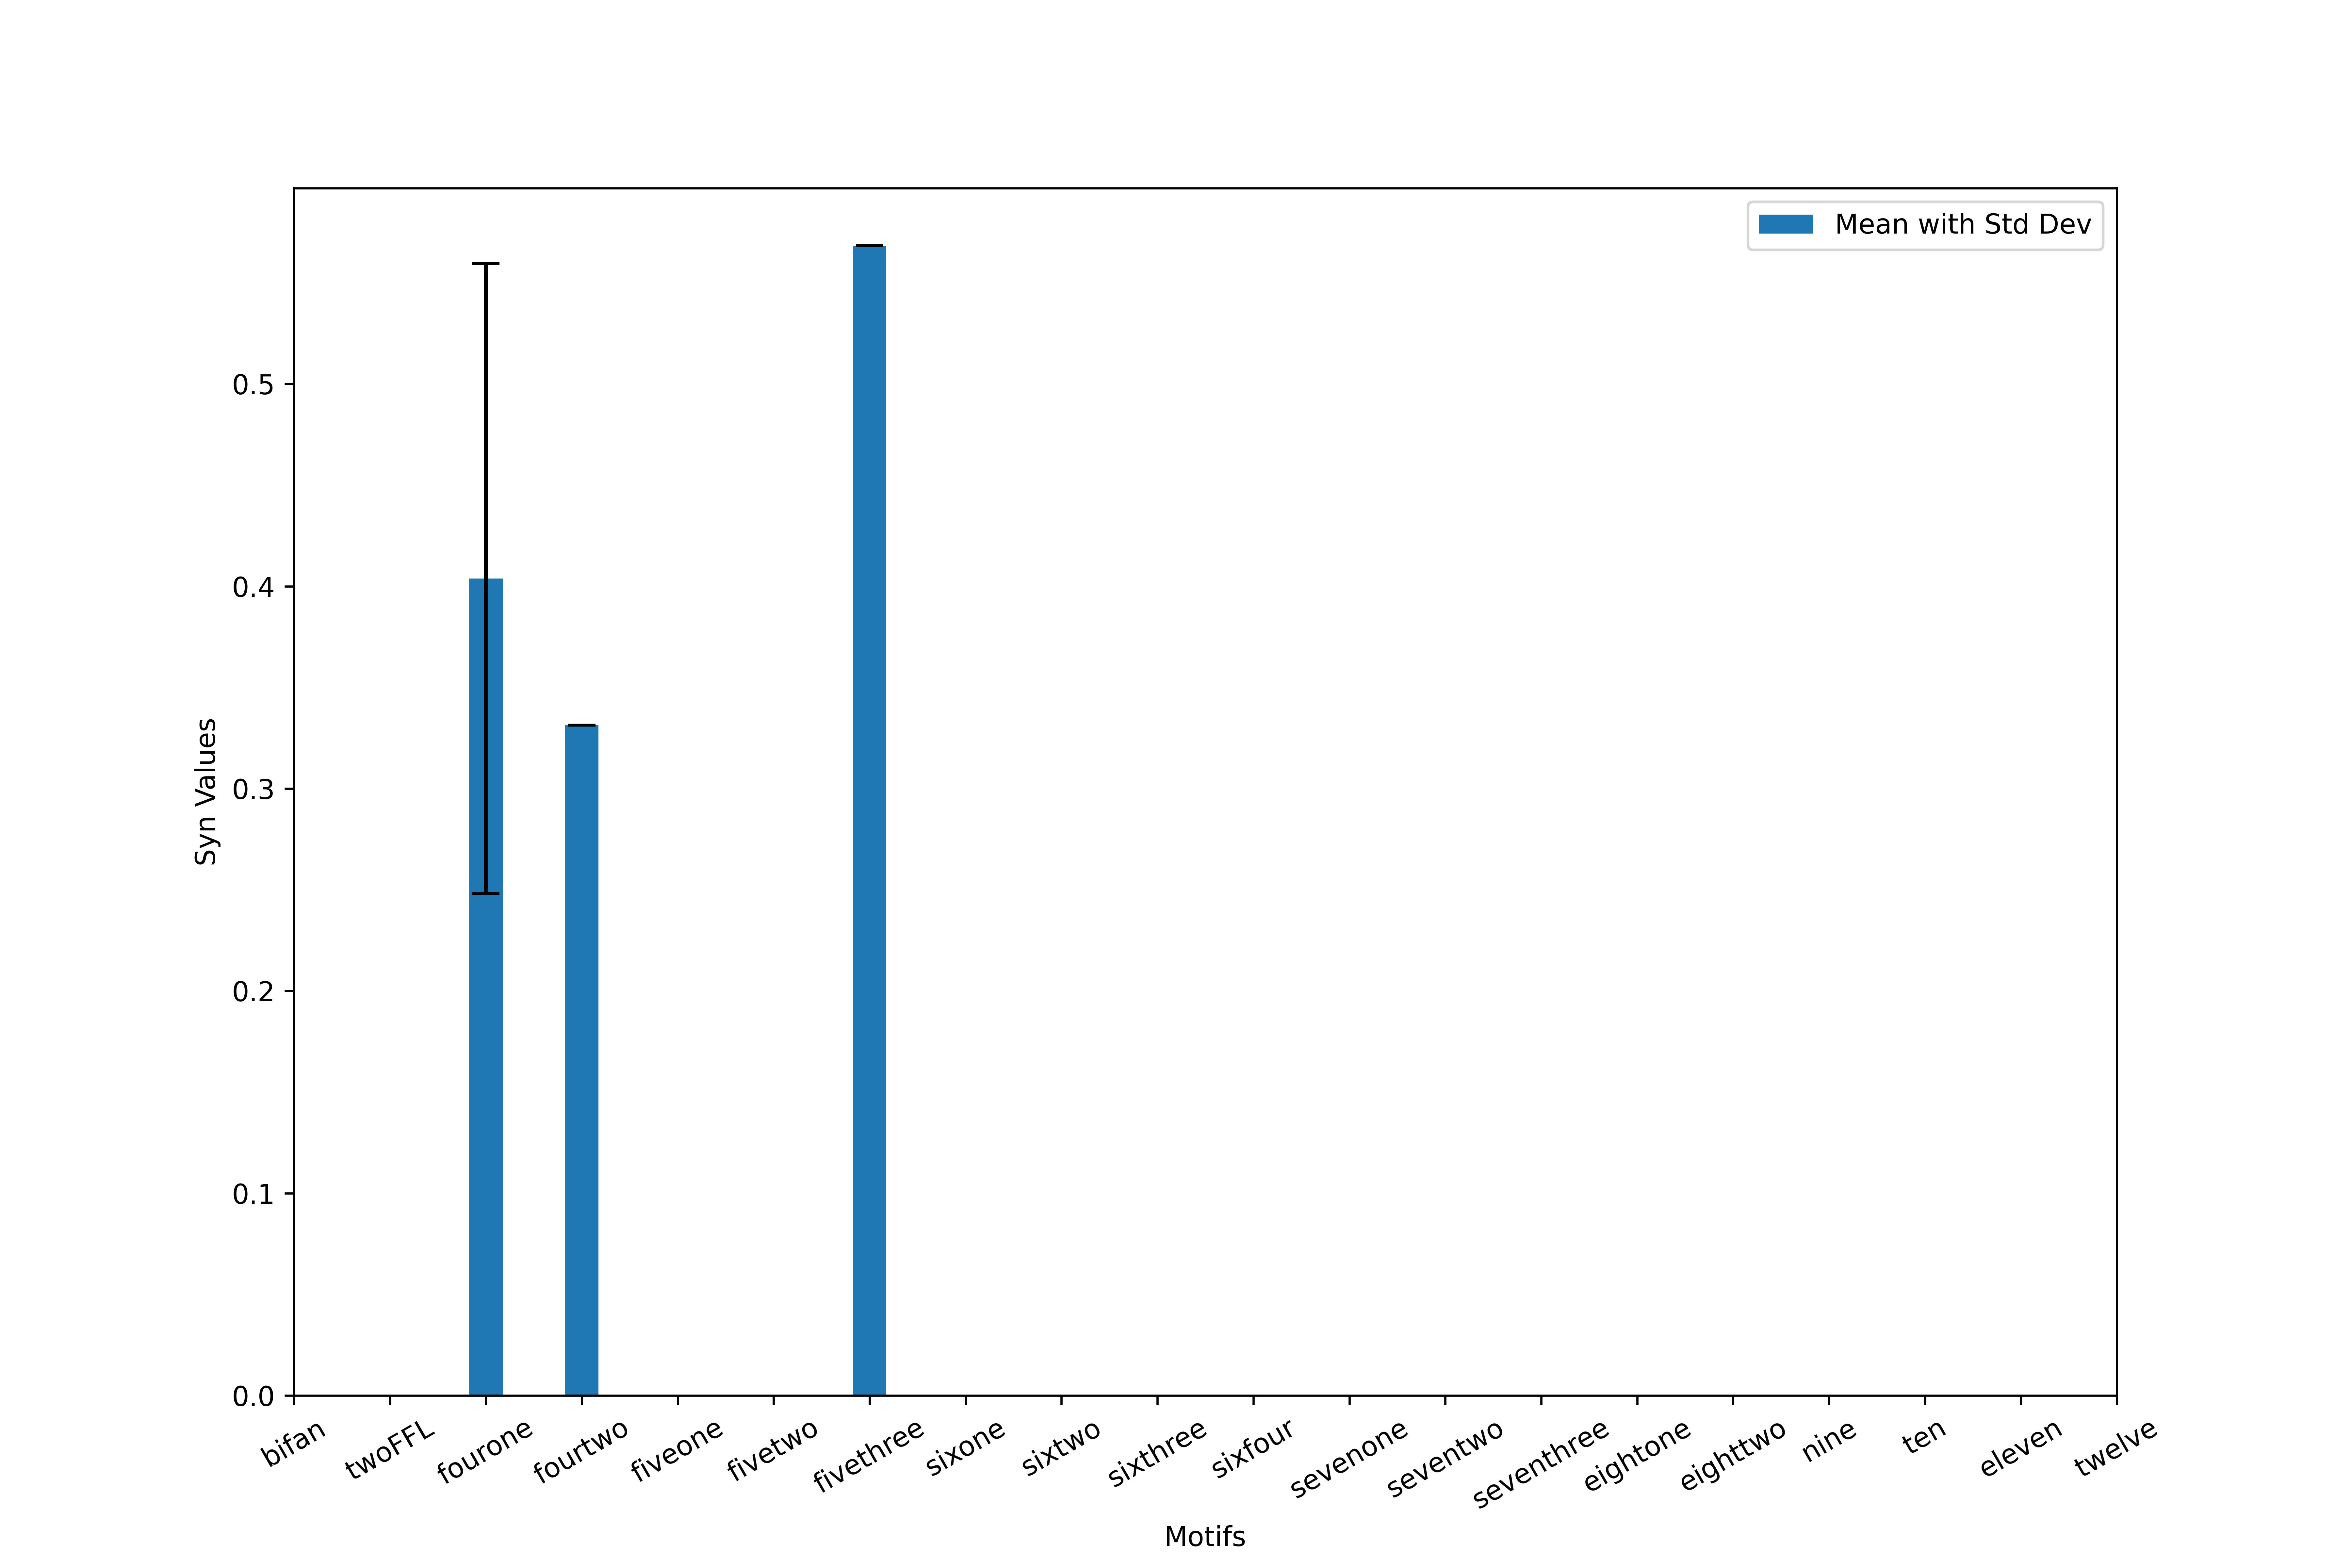 Mean with Std Dev
Syn Values
0.5
0.4
0.3
0.2
0.1
0.0
bifan
twoFFL
fourone
fourtwo
fiveone
fivetwo
fivethree
sixone
sixtwo
sixthree
sixfour
sevenone
seventwo
seventhree
eightone
eighttwo
nine
ten
eleven
twelve
Motifs